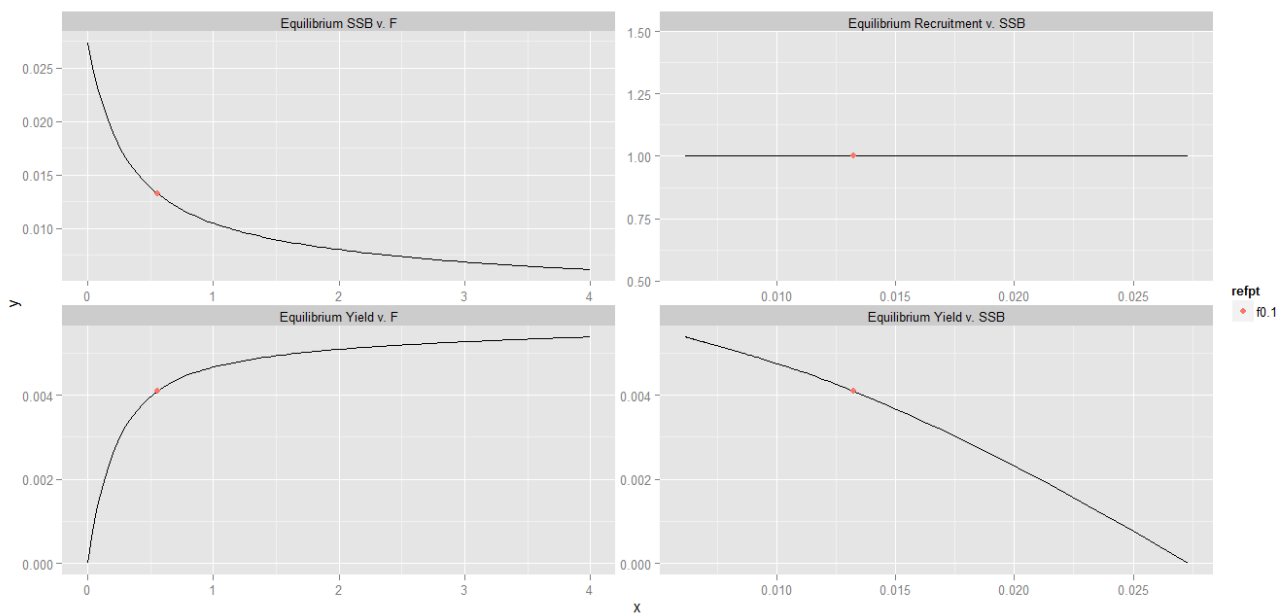 Equilibrium SSB v. F
Equilibrium Recruitment v. SSB
0.025
0.020
0.015
0.010
1.50
1.25
1.00
0.75
0.50
0 1 2 3 4
0.010 0.015 0.020 0.025
y
Equilibrium Yield v. F
Equilibrium Yield v. SSB
0.004
0.002
0.000
0.004
0.002
0.000
0 1 2 3 4
0.010 0.015 0.020 0.025
x
refpt
f0.1